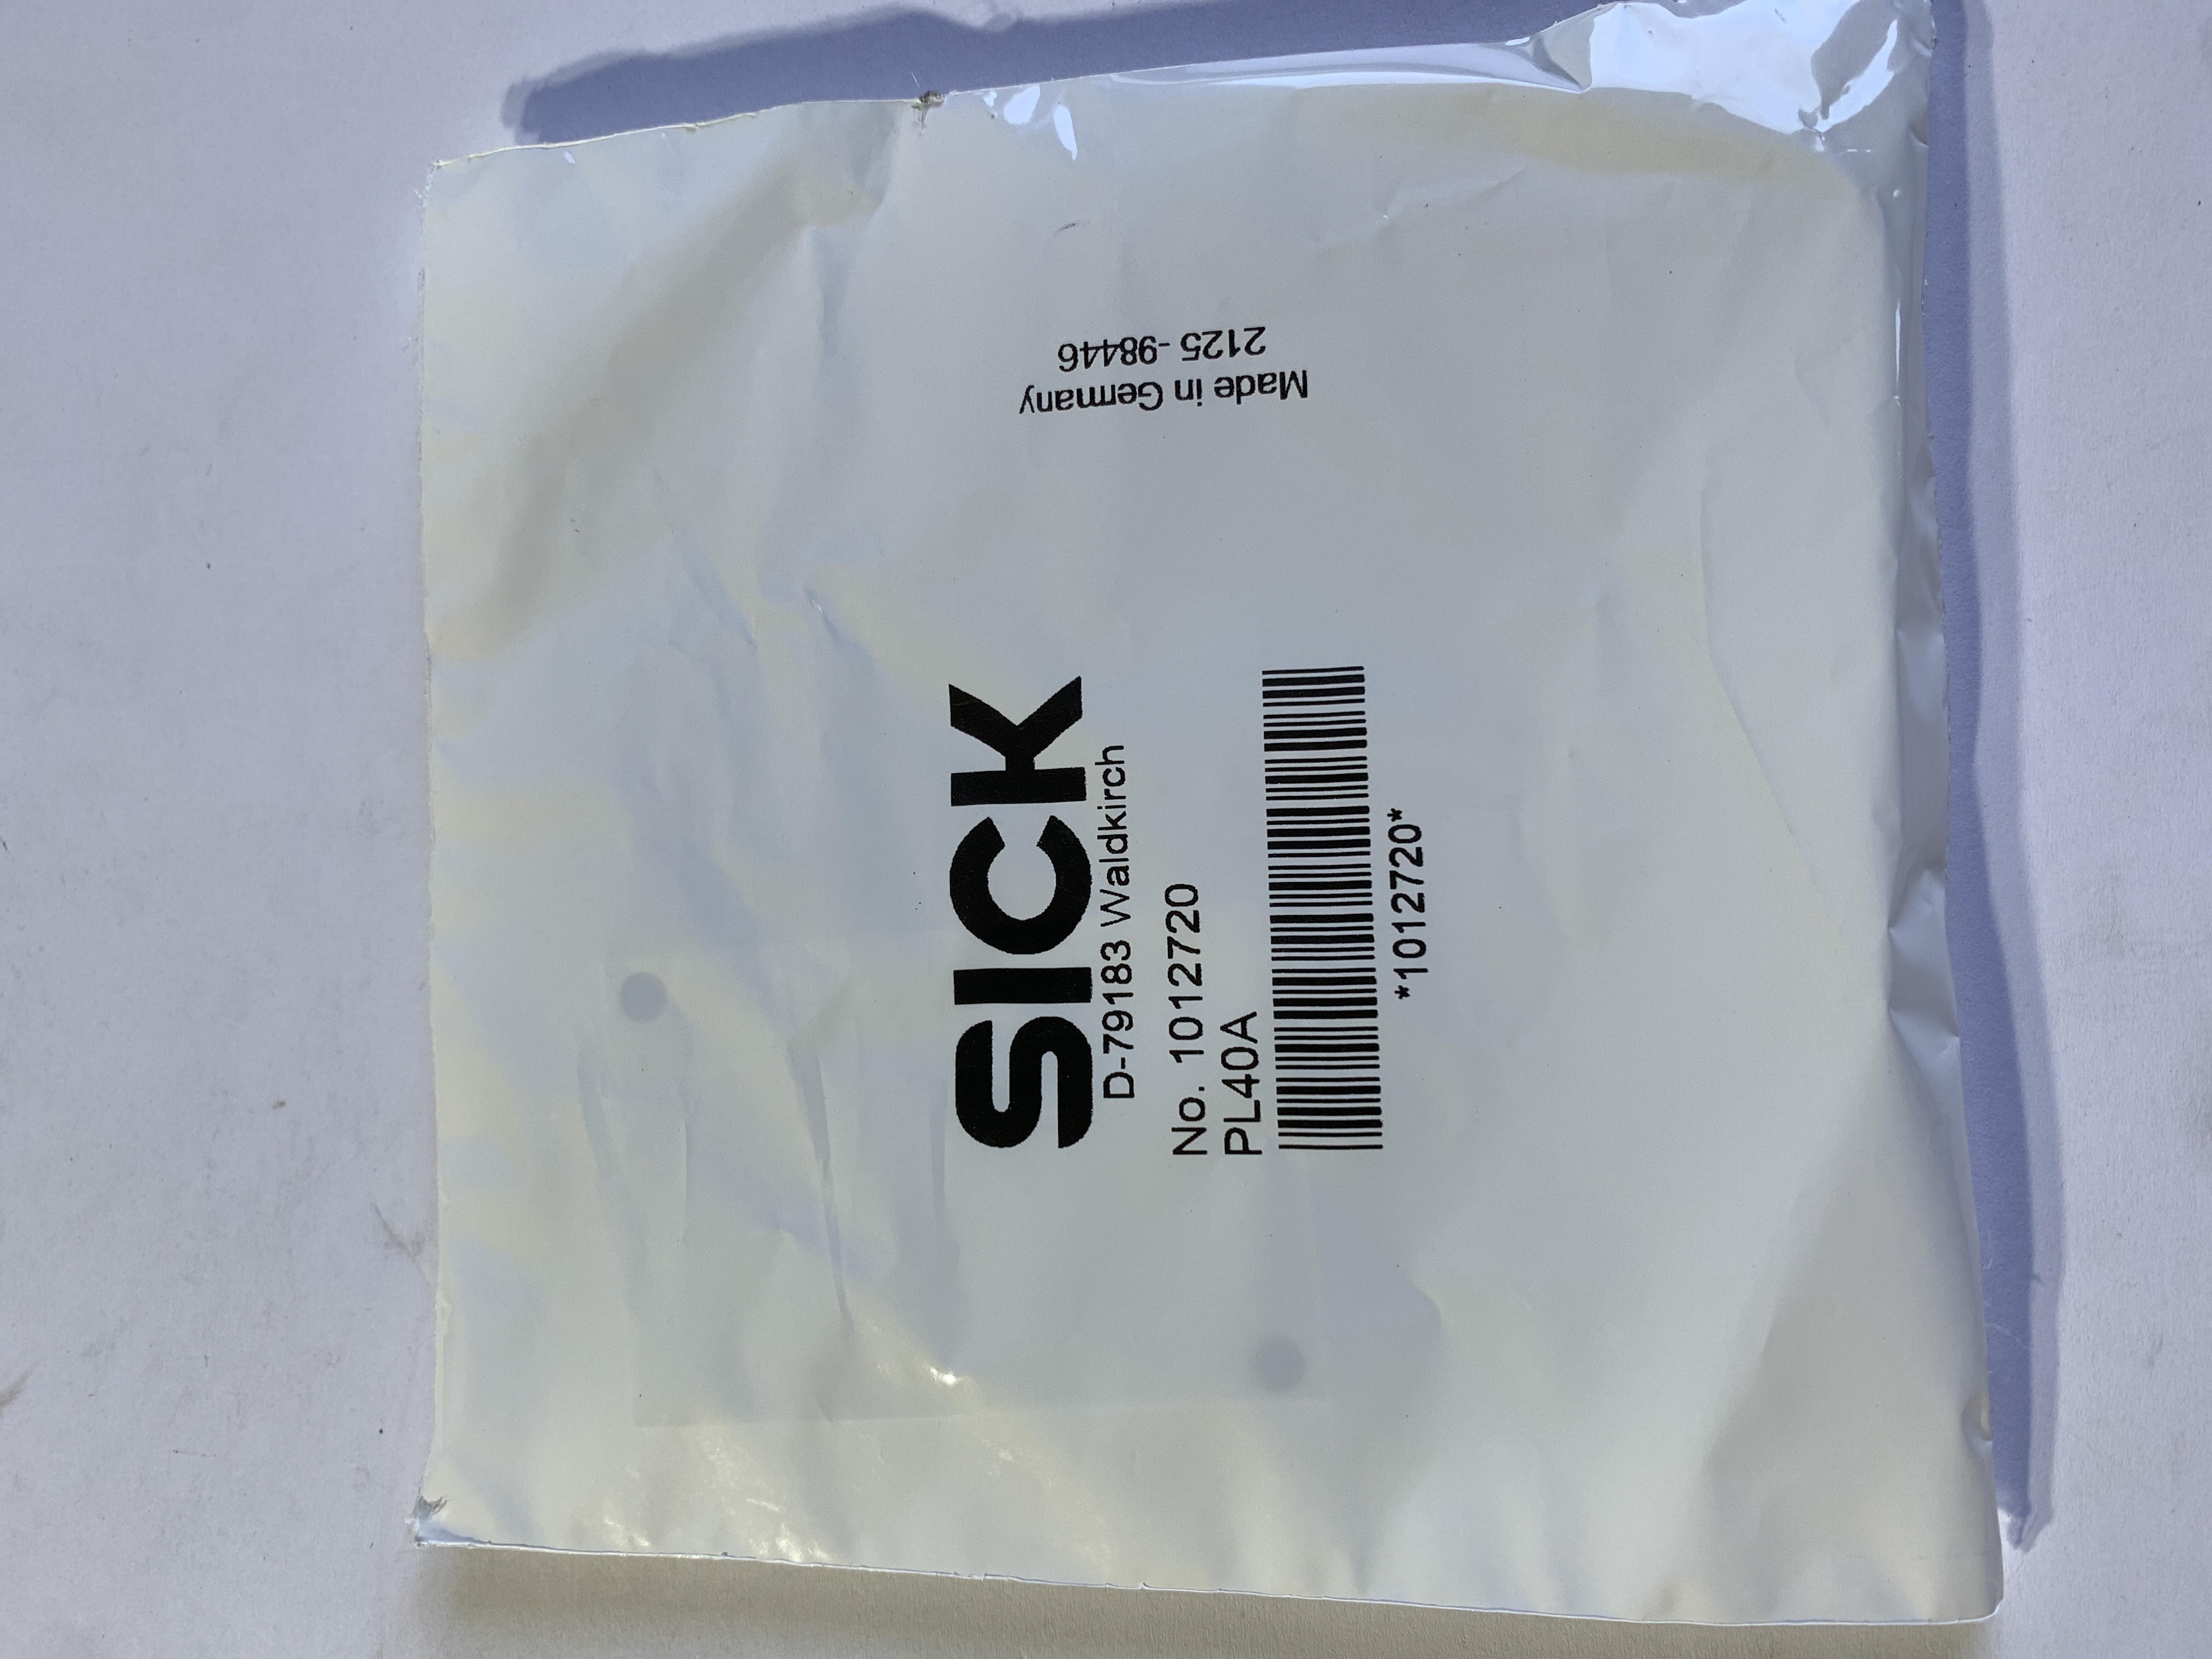 SICK
D-79183 Waldkirch
No. 1012720
PL40A
*1012720*
Made in Germany
2125 -98446